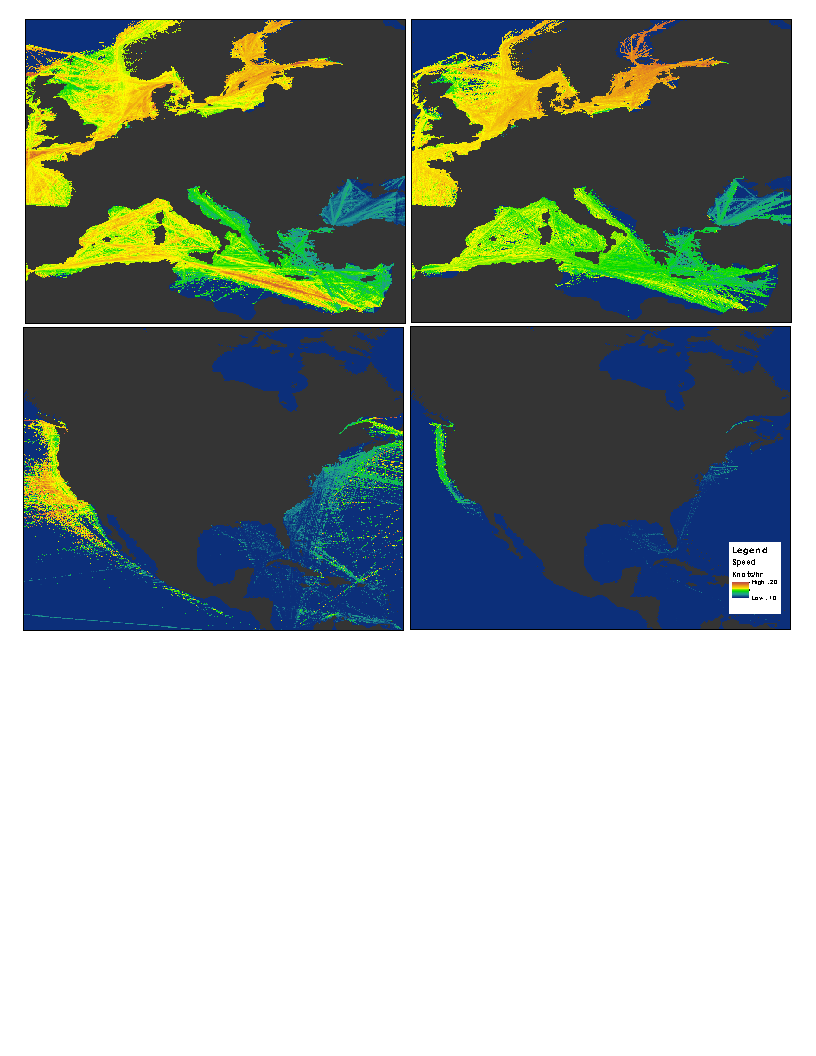 Legend
Speed
Knots/hr
High : 20
Low : 10